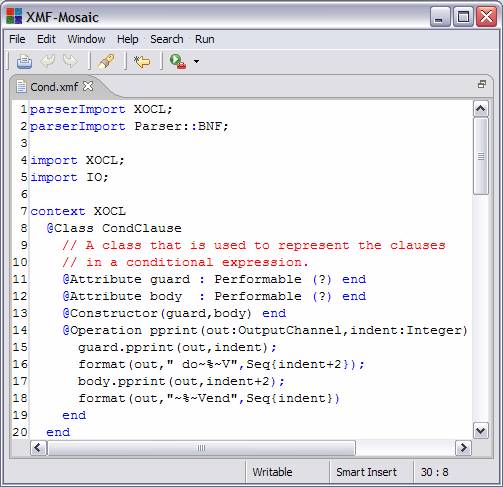 XMF-Mosaic
File Edit Window Help Search Run
Cond.xmf
1 parserImport XOCL;
2 parserImport Parser::BNF;
3
4 import XOCL;
5 import IO;
6
7 context XOCL
8   @Class CondClause
9     // A class that is used to represent the clauses
10     // in a conditional expression.
11     @Attribute guard : Performable (?) end
12     @Attribute body  : Performable (?) end
13     @Constructor(guard,body) end
14     @Operation pprint(out:OutputChannel,indent:Integer)
15       guard.pprint(out,indent);
16       format(out," do~%~V",Seq{indent+2});
17       body.pprint(out,indent+2);
18       format(out,"~%~Vend",Seq{indent})
19     end
20   end
Writable Smart Insert 30 : 8